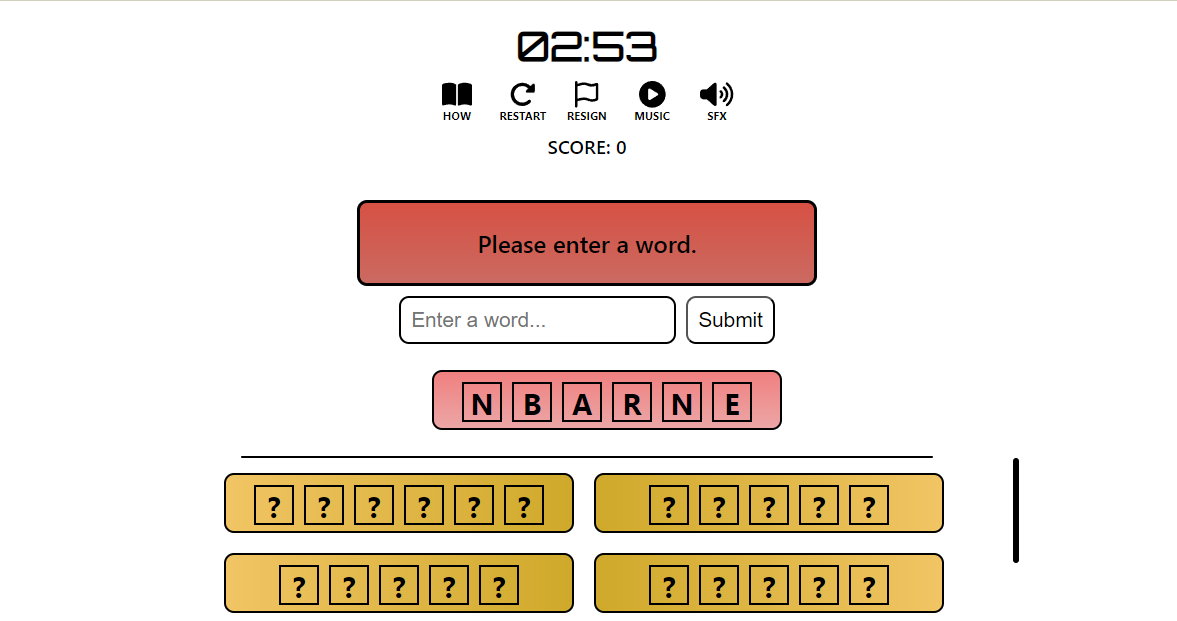 02:53
HOW RESTART RESIGN MUSIC SFX
SCORE: 0
Please enter a word.
Enter a word... Submit
N B A R N E
? ? ? ? ? ? ? ? ? ? ?
? ? ? ? ? ? ? ? ? ?